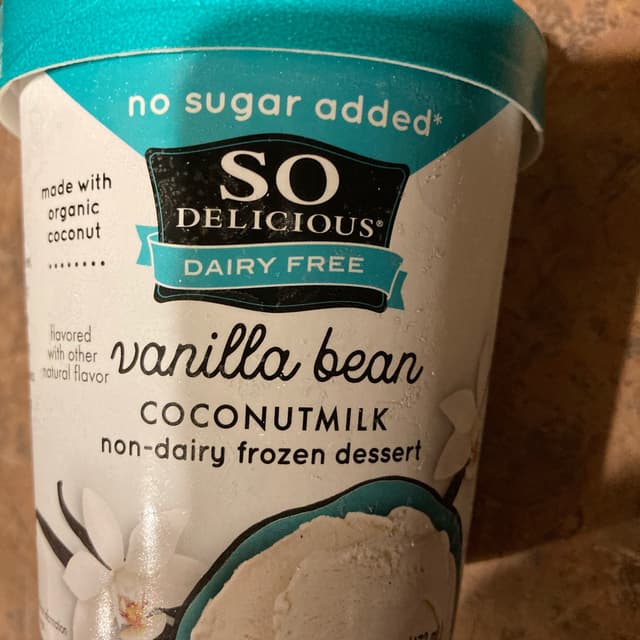 no sugar added*
SO
DELICIOUS®
DAIRY FREE
made with
organic
coconut
flavored
with other
natural flavor
vanilla bean
COCONUTMILK
non-dairy frozen dessert